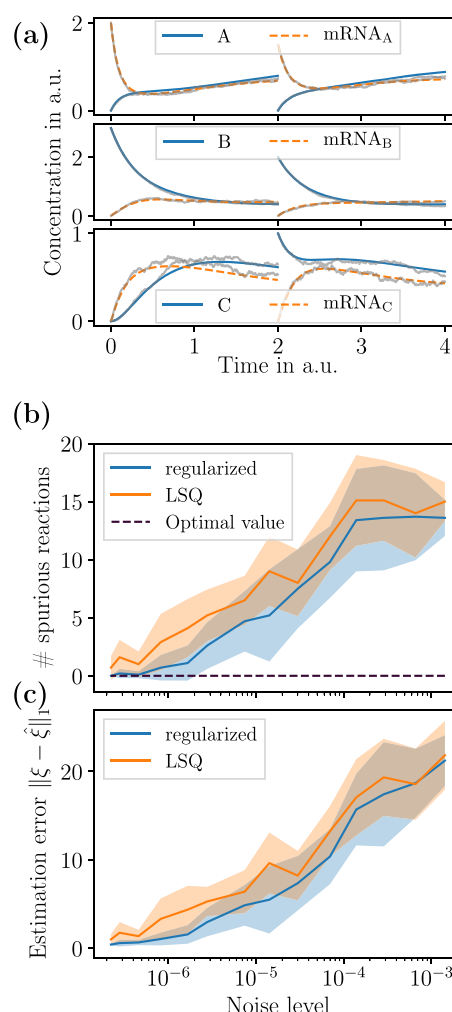 (a)
Concentration in a.u.
2
0
A
mRNA_A
2
0
B
mRNA_B
1
0
C
mRNA_C
0
1
2
3
4
Time in a.u.
(b)
# spurious reactions
20
15
10
5
0
regularized
LSQ
Optimal value
(c)
Estimation error ‖ξ − ξ̂‖₁
20
10
0
regularized
LSQ
10⁻⁶
10⁻⁵
10⁻⁴
10⁻³
Noise level